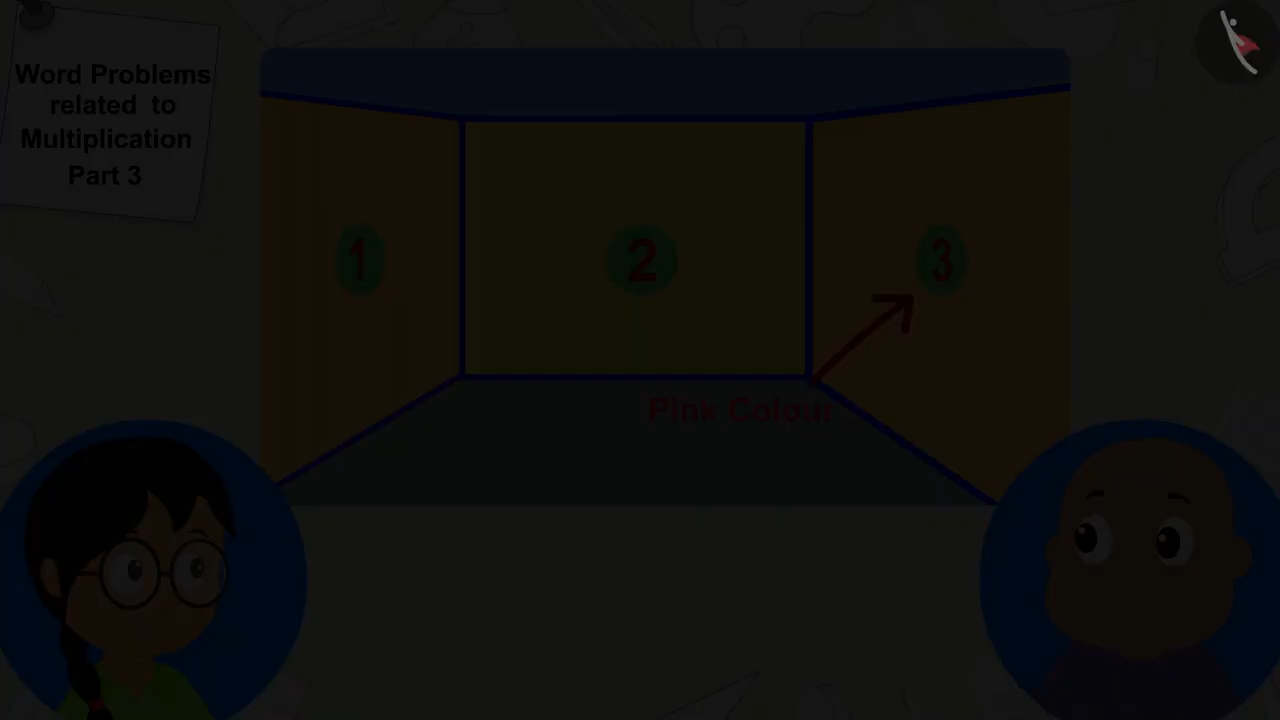 Word Problems
related to
Multiplication
Part 3
1
2
3
Pink Colour